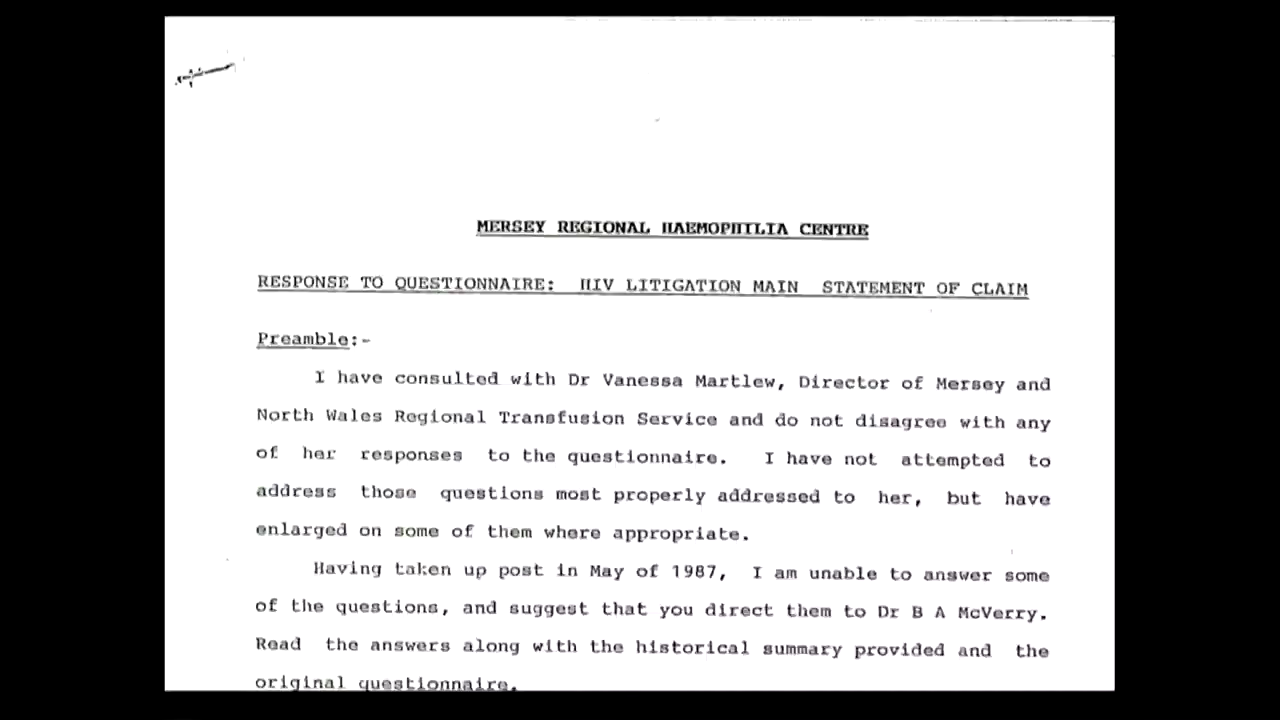 MERSEY REGIONAL HAEMOPHILIA CENTRE
RESPONSE TO QUESTIONNAIRE: HIV LITIGATION MAIN STATEMENT OF CLAIM
Preamble:-
I have consulted with Dr Vanessa Martlew, Director of Mersey and
North Wales Regional Transfusion Service and do not disagree with any
of her responses to the questionnaire. I have not attempted to
address those questions most properly addressed to her, but have
enlarged on some of them where appropriate.
Having taken up post in May of 1987, I am unable to answer some
of the questions, and suggest that you direct them to Dr B A McVerry.
Read the answers along with the historical summary provided and the
original questionnaire.